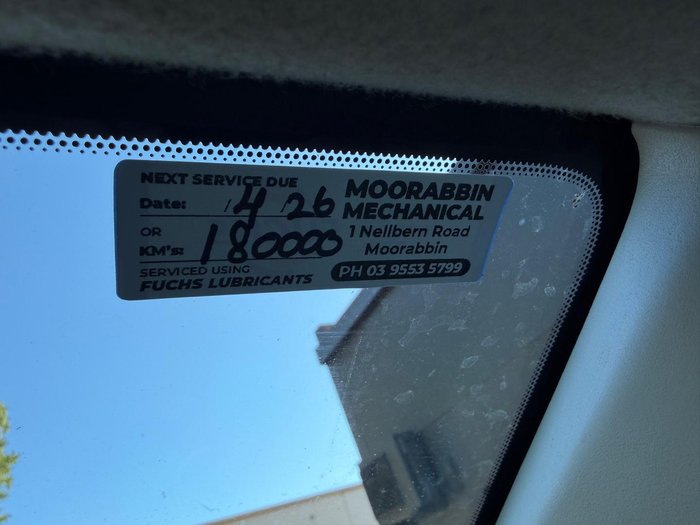 NEXT SERVICE DUE
Date: / 4 / 26
OR
KM's: 180000
SERVICED USING
FUCHS LUBRICANTS
MOORABBIN
MECHANICAL
1 Nellbern Road
Moorabbin
PH 03 9553 5799